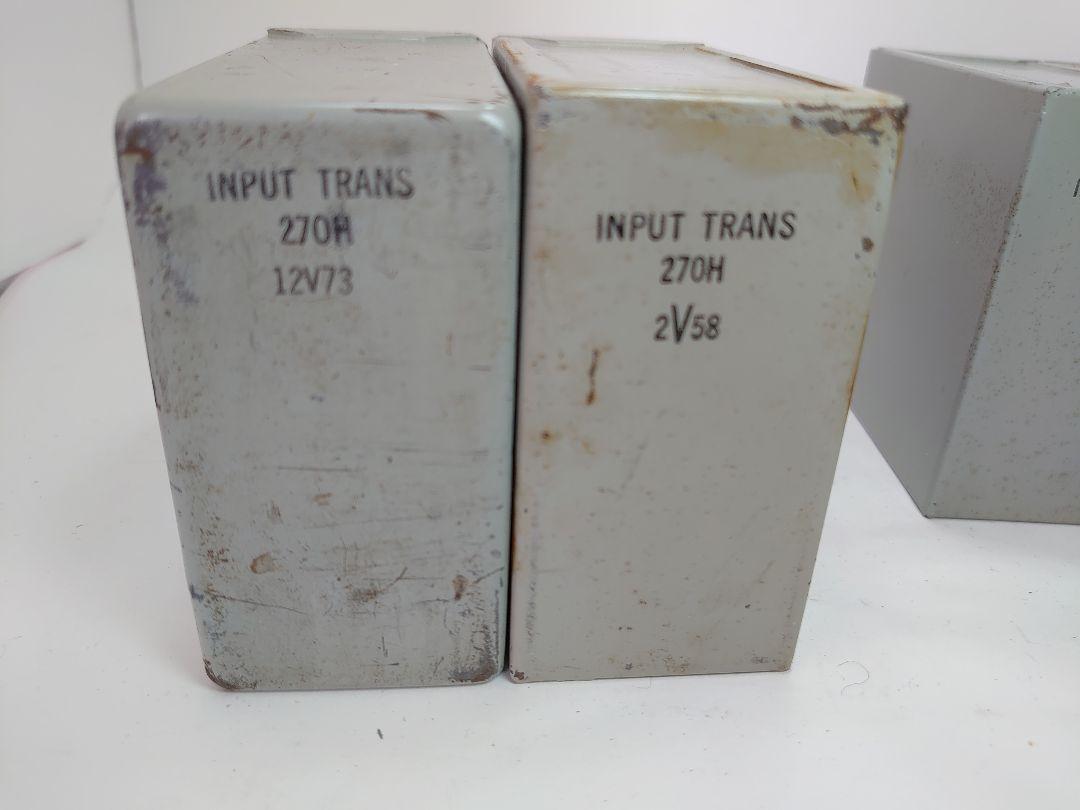 INPUT TRANS
270H
12V73
INPUT TRANS
270H
2V58